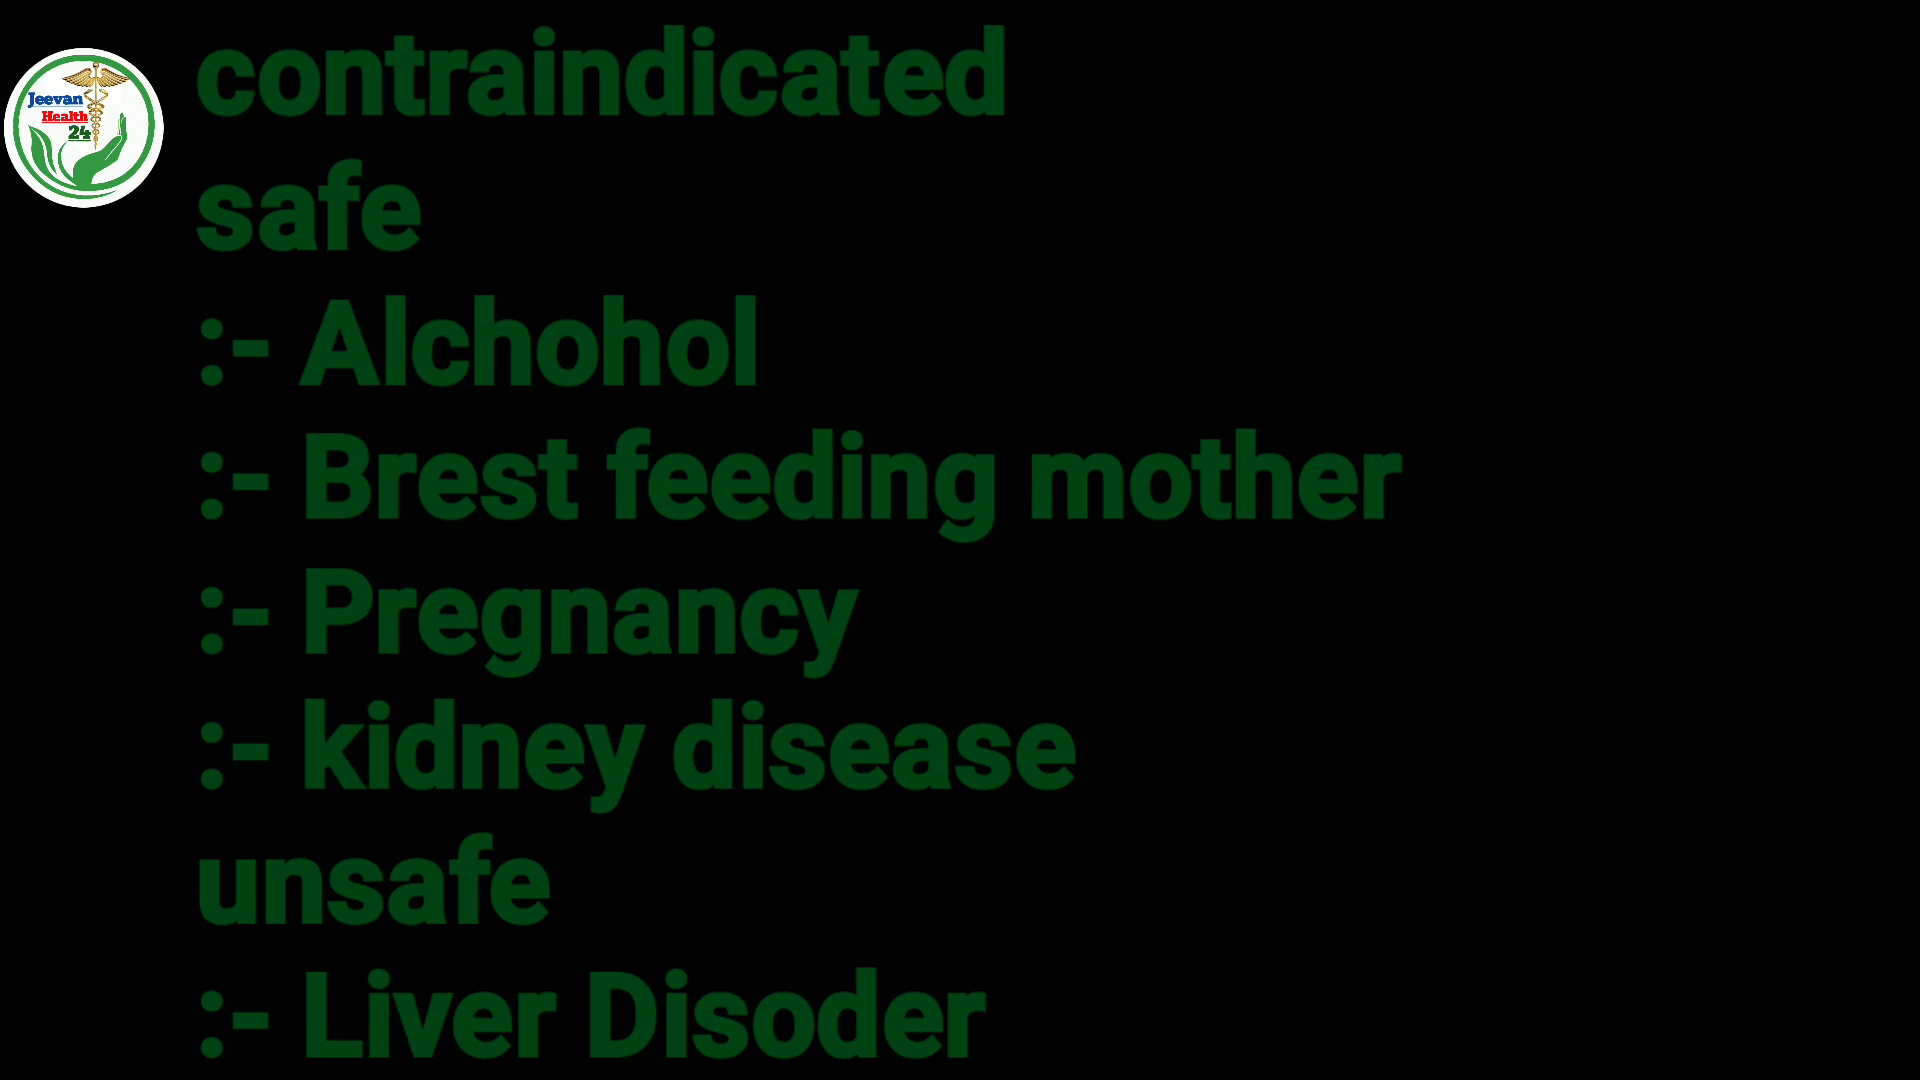 Jeevan
Health
24
contraindicated
safe
:- Alchohol
:- Brest feeding mother
:- Pregnancy
:- kidney disease
unsafe
:- Liver Disoder